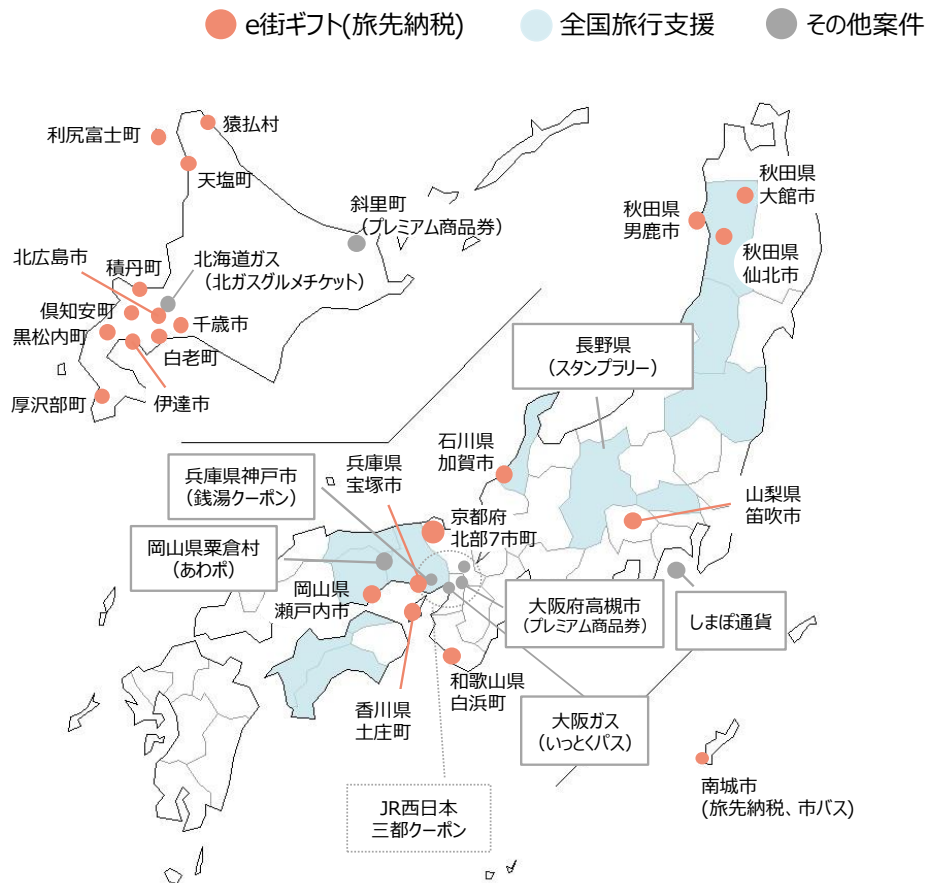 e街ギフト(旅先納税)
全国旅行支援
その他案件
利尻富士町
猿払村
天塩町
斜里町
（プレミアム商品券）
北広島市
積丹町
北海道ガス
（北ガスグルメチケット）
倶知安町
黒松内町
千歳市
白老町
厚沢部町
伊達市
秋田県
大館市
秋田県
男鹿市
秋田県
仙北市
長野県
（スタンプラリー）
石川県
加賀市
兵庫県神戸市
（銭湯クーポン）
兵庫県
宝塚市
山梨県
笛吹市
京都府
北部7市町
岡山県粟倉村
（あわポ）
岡山県
瀬戸内市
大阪府高槻市
（プレミアム商品券）
しまぽ通貨
香川県
土庄町
和歌山県
白浜町
大阪ガス
（いっとくパス）
JR西日本
三都クーポン
南城市
(旅先納税、市バス)